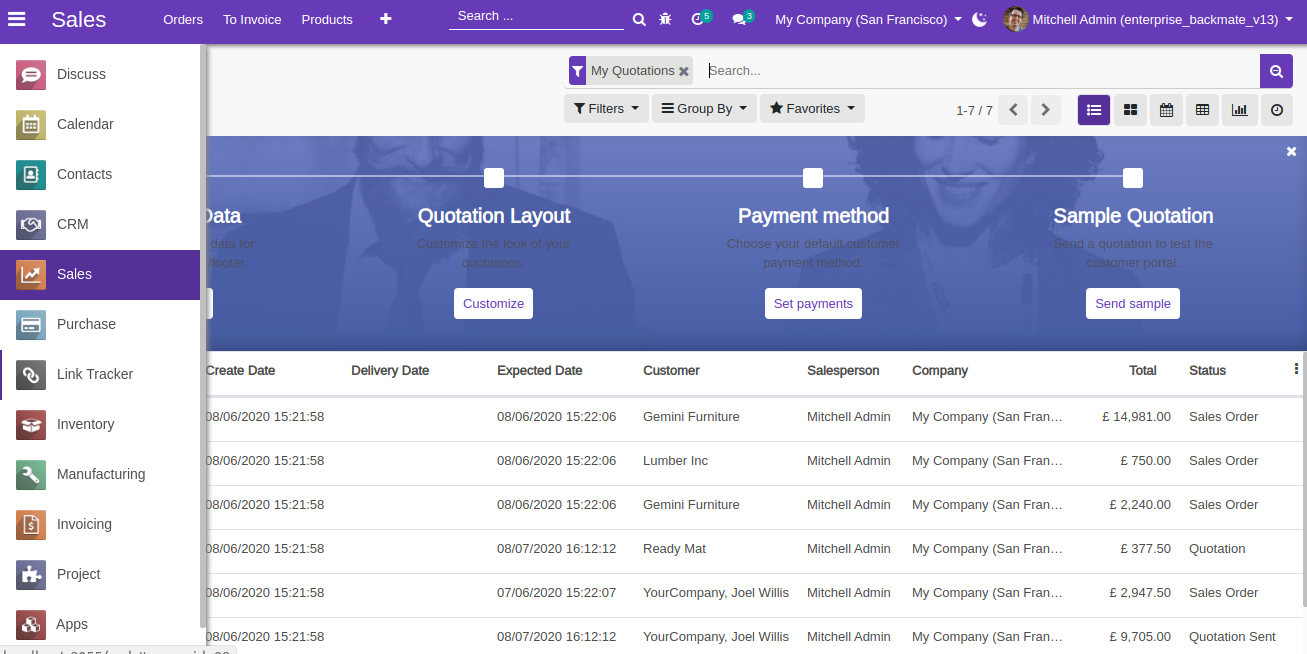 Sales Orders To Invoice Products Search ... 5 3 My Company (San Francisco) Mitchell Admin (enterprise_backmate_v13)
Discuss
Calendar
Contacts
CRM
Sales
Purchase
Link Tracker
Inventory
Manufacturing
Invoicing
Project
Apps
My Quotations Search...
Filters Group By Favorites 1-7 / 7
Data
data for
footer.
Quotation Layout
Customize the look of your
quotations.
Customize
Payment method
Choose your default customer
payment method.
Set payments
Sample Quotation
Send a quotation to test the
customer portal.
Send sample
Create Date Delivery Date Expected Date Customer Salesperson Company Total Status
08/06/2020 15:21:58 08/06/2020 15:22:06 Gemini Furniture Mitchell Admin My Company (San Fran… £ 14,981.00 Sales Order
08/06/2020 15:21:58 08/06/2020 15:22:06 Lumber Inc Mitchell Admin My Company (San Fran… £ 750.00 Sales Order
08/06/2020 15:21:58 08/06/2020 15:22:06 Gemini Furniture Mitchell Admin My Company (San Fran… £ 2,240.00 Sales Order
08/06/2020 15:21:58 08/07/2020 16:12:12 Ready Mat Mitchell Admin My Company (San Fran… £ 377.50 Quotation
08/06/2020 15:21:58 07/06/2020 15:22:07 YourCompany, Joel Willis Mitchell Admin My Company (San Fran… £ 2,947.50 Sales Order
08/06/2020 15:21:58 08/07/2020 16:12:12 YourCompany, Joel Willis Mitchell Admin My Company (San Fran… £ 9,705.00 Quotation Sent